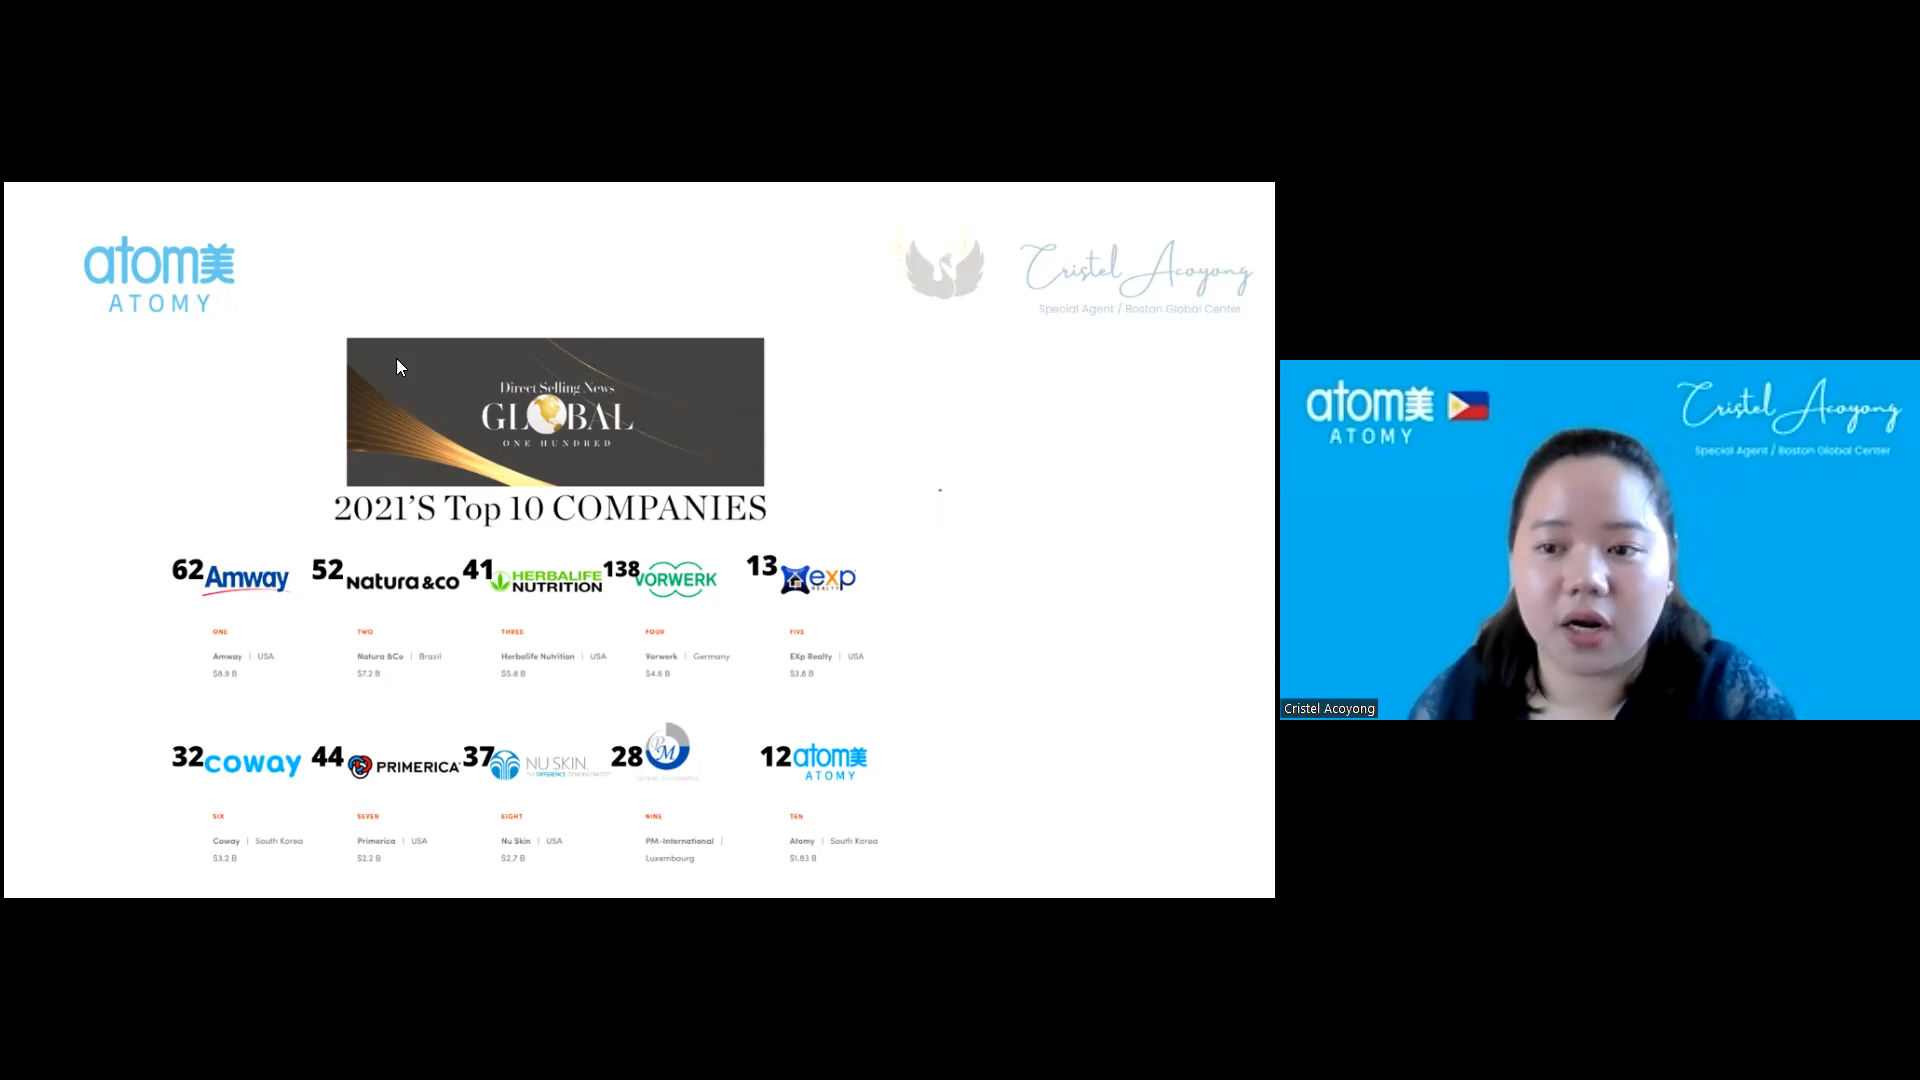 atom美
ATOMY
Cristel Acoyong
Special Agent / Boston Global Center
Direct Selling News
GLOBAL
ONE HUNDRED
2021'S Top 10 COMPANIES
62 Amway 52 natura &co 41 HERBALIFE NUTRITION 138 VORWERK 13 exp REALTY
ONE TWO THREE FOUR FIVE
Amway | USA Natura &Co | Brazil Herbalife Nutrition | USA Vorwerk | Germany EXp Realty | USA
$8.9 B $7.2 B $5.8 B $4.6 B $3.8 B
32 coway 44 PRIMERICA 37 NU SKIN. THE DIFFERENCE DEMONSTRATED 28 PM 12 atom美 ATOMY
SIX SEVEN EIGHT NINE TEN
Coway | South Korea Primerica | USA Nu Skin | USA PM-International | Atomy | South Korea
$3.2 B $2.2 B $2.7 B Luxembourg $1.83 B
atom美
ATOMY
Cristel Acoyong
Special Agent / Boston Global Center
Cristel Acoyong